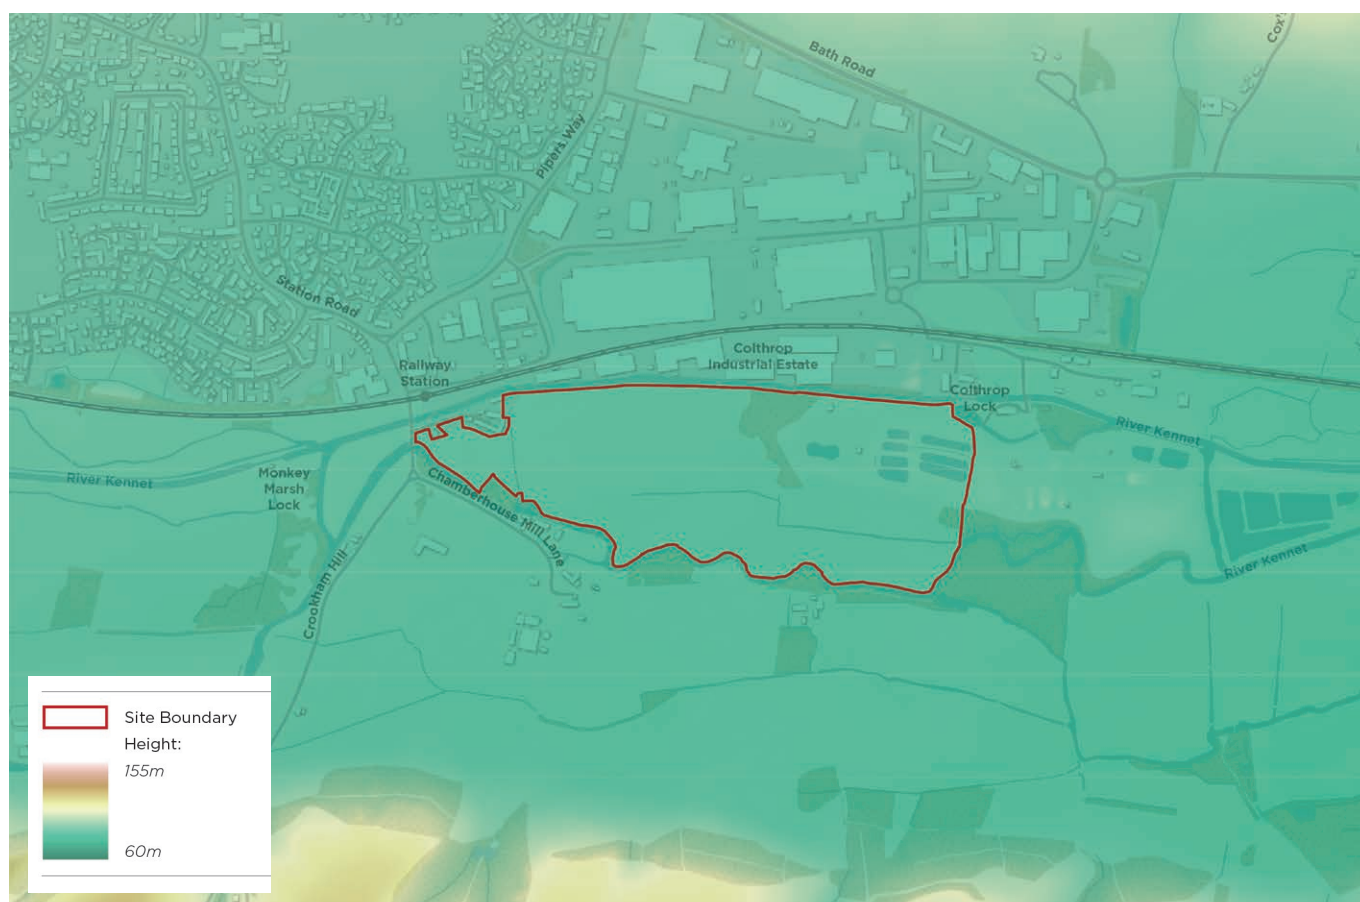 Bath Road
Cox's
Pipers Way
Station Road
Railway
Station
Colthrop
Industrial Estate
Colthrop
Lock
River Kennet
River Kennet
Monkey
Marsh
Lock
Chamberhouse Mill Lane
River Kennet
Crookham Hill
Site Boundary
Height:
155m
60m